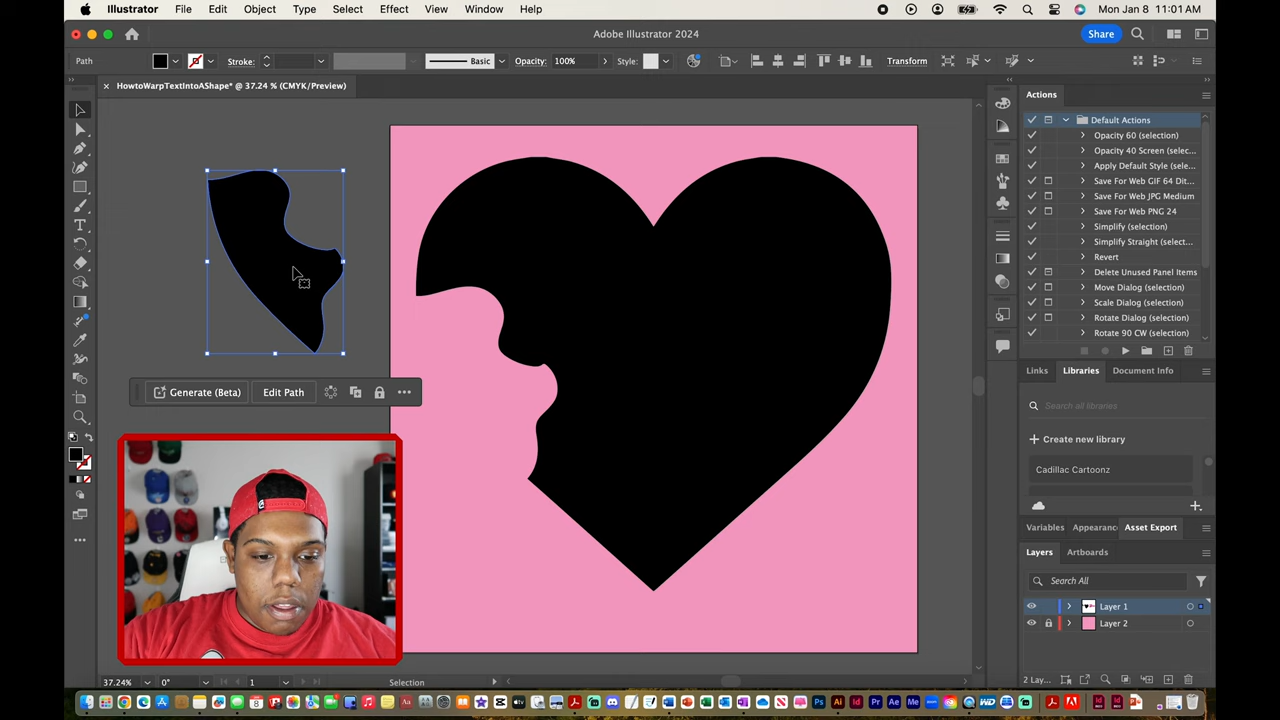 Illustrator File Edit Object Type Select Effect View Window Help Mon Jan 8 11:01AM
Adobe Illustrator 2024 Share
Path Stroke: Basic Opacity: 100% Style: Transform
HowtoWarpTextIntoAShape* @ 37.24 % (CMYK/Preview)
Actions
Default Actions
Opacity 60 (selection)
Opacity 40 Screen (selec...
Apply Default Style (sele...
Save For Web GIF 64 Dit...
Save For Web JPG Medium
Save For Web PNG 24
Simplify (selection)
Simplify Straight (select...
Revert
Delete Unused Panel Items
Move Dialog (selection)
Scale Dialog (selection)
Rotate Dialog (selection)
Rotate 90 CW (selection)
Links Libraries Document Info
Generate (Beta) Edit Path
Search all libraries
Create new library
Cadillac Cartoonz
Variables Appearanc Asset Export
Layers Artboards
Search All
Layer 1
Layer 2
2 Lay...
37.24% 0° 1 Selection